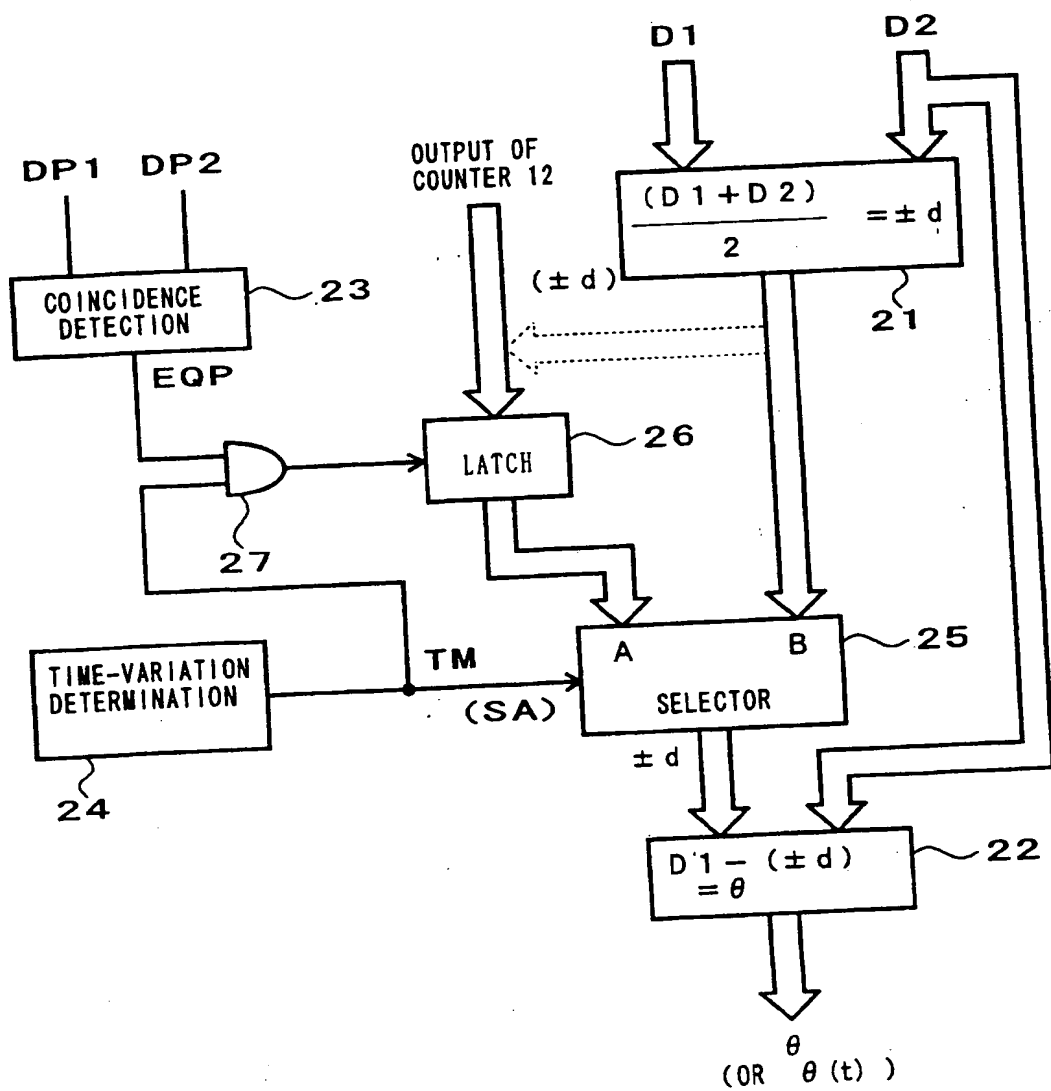 D1
D2
DP1
DP2
OUTPUT OF
COUNTER 12
(D1+D2)
2
=±d
21
(±d)
COINCIDENCE
DETECTION
23
EQP
LATCH
26
27
A
B
25
SELECTOR
TM
(SA)
TIME-VARIATION
DETERMINATION
24
±d
D1-(±d)
=θ
22
θ
(OR θ(t))